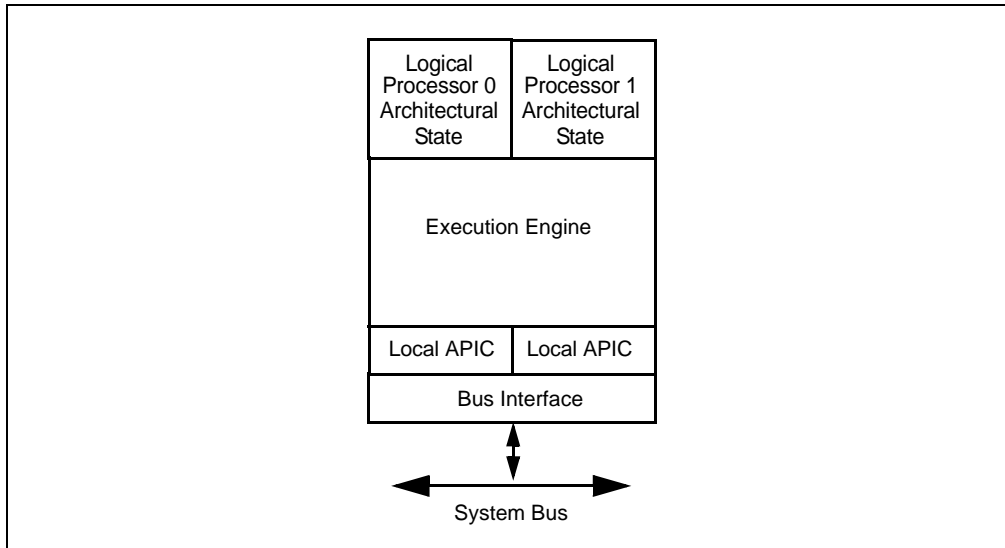 Logical
Processor 0
Architectural
State
Logical
Processor 1
Architectural
State
Execution Engine
Local APIC
Local APIC
Bus Interface
System Bus